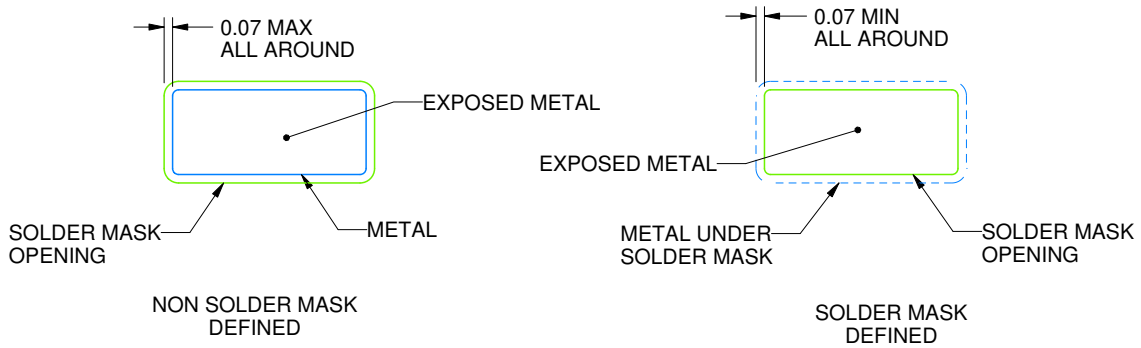 0.07 MAX
ALL AROUND
EXPOSED METAL
SOLDER MASK
OPENING
METAL
NON SOLDER MASK
DEFINED
0.07 MIN
ALL AROUND
EXPOSED METAL
METAL UNDER
SOLDER MASK
SOLDER MASK
OPENING
SOLDER MASK
DEFINED